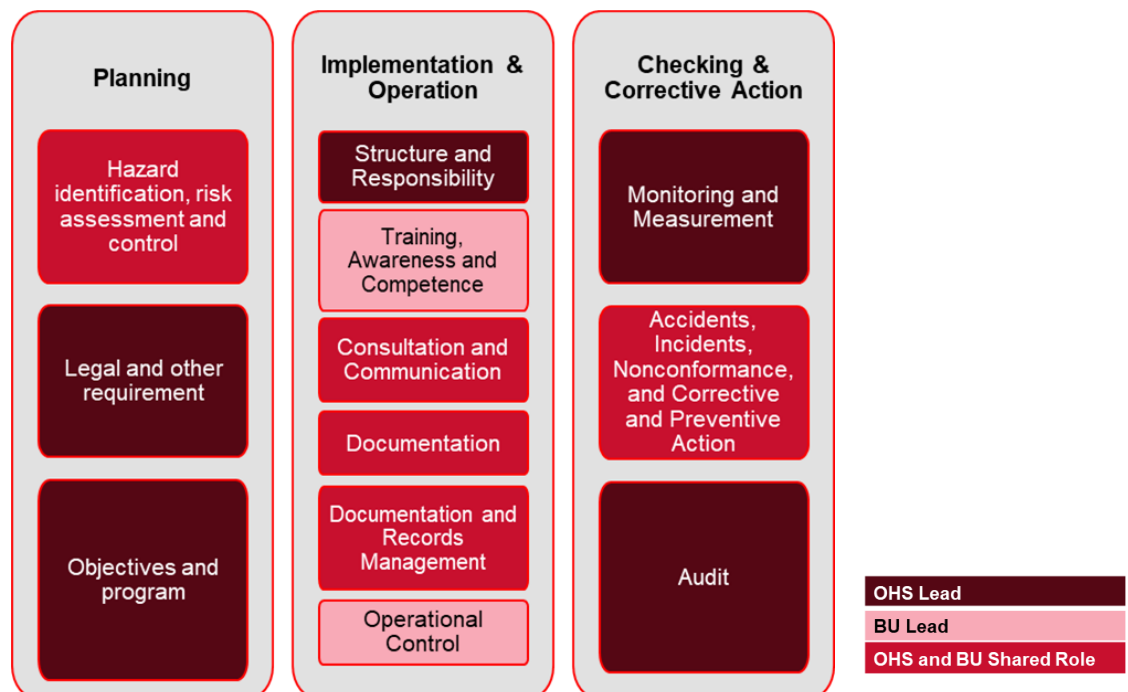 Planning
Hazard
identification, risk
assessment and
control
Legal and other
requirement
Objectives and
program
Implementation &
Operation
Structure and
Responsibility
Training,
Awareness and
Competence
Consultation and
Communication
Documentation
Documentation and
Records
Management
Operational
Control
Checking &
Corrective Action
Monitoring and
Measurement
Accidents,
Incidents,
Nonconformance,
and Corrective
and Preventive
Action
Audit
OHS Lead
BU Lead
OHS and BU Shared Role